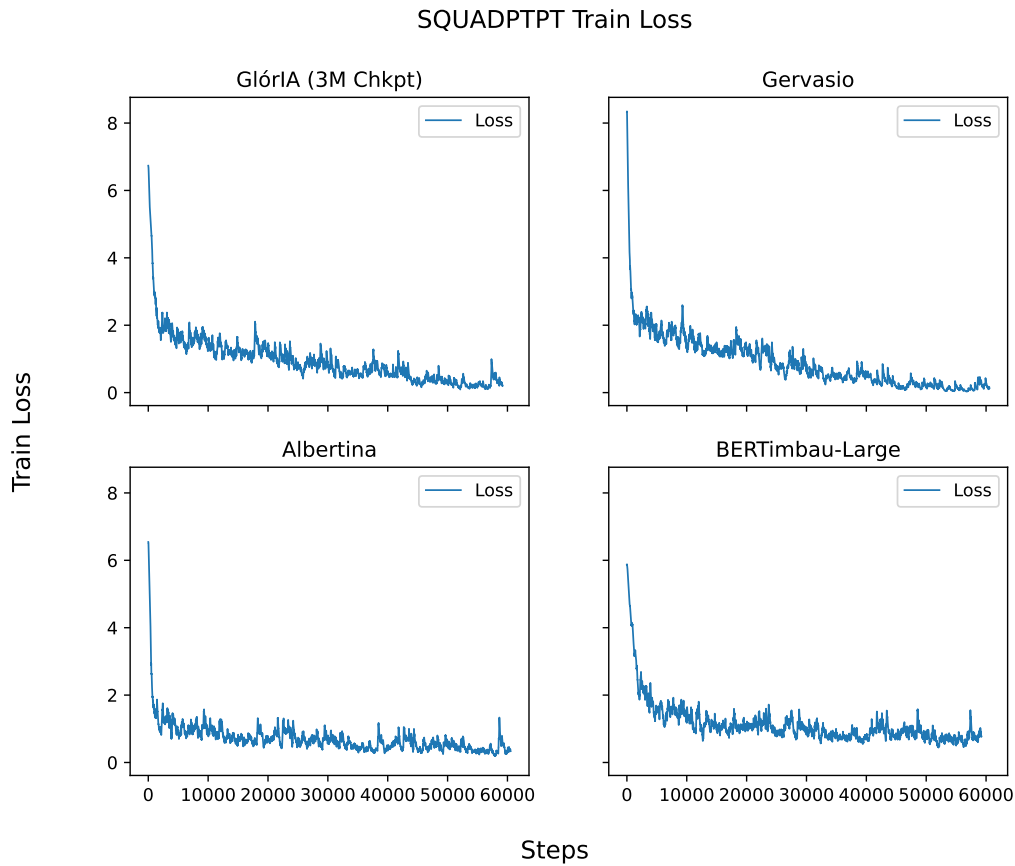 SQUADPTPT Train Loss
GlórIA (3M Chkpt)
Loss
8
6
4
2
0
Gervasio
Loss
Train Loss
Albertina
Loss
8
6
4
2
0
0 10000 20000 30000 40000 50000 60000
BERTimbau-Large
Loss
0 10000 20000 30000 40000 50000 60000
Steps